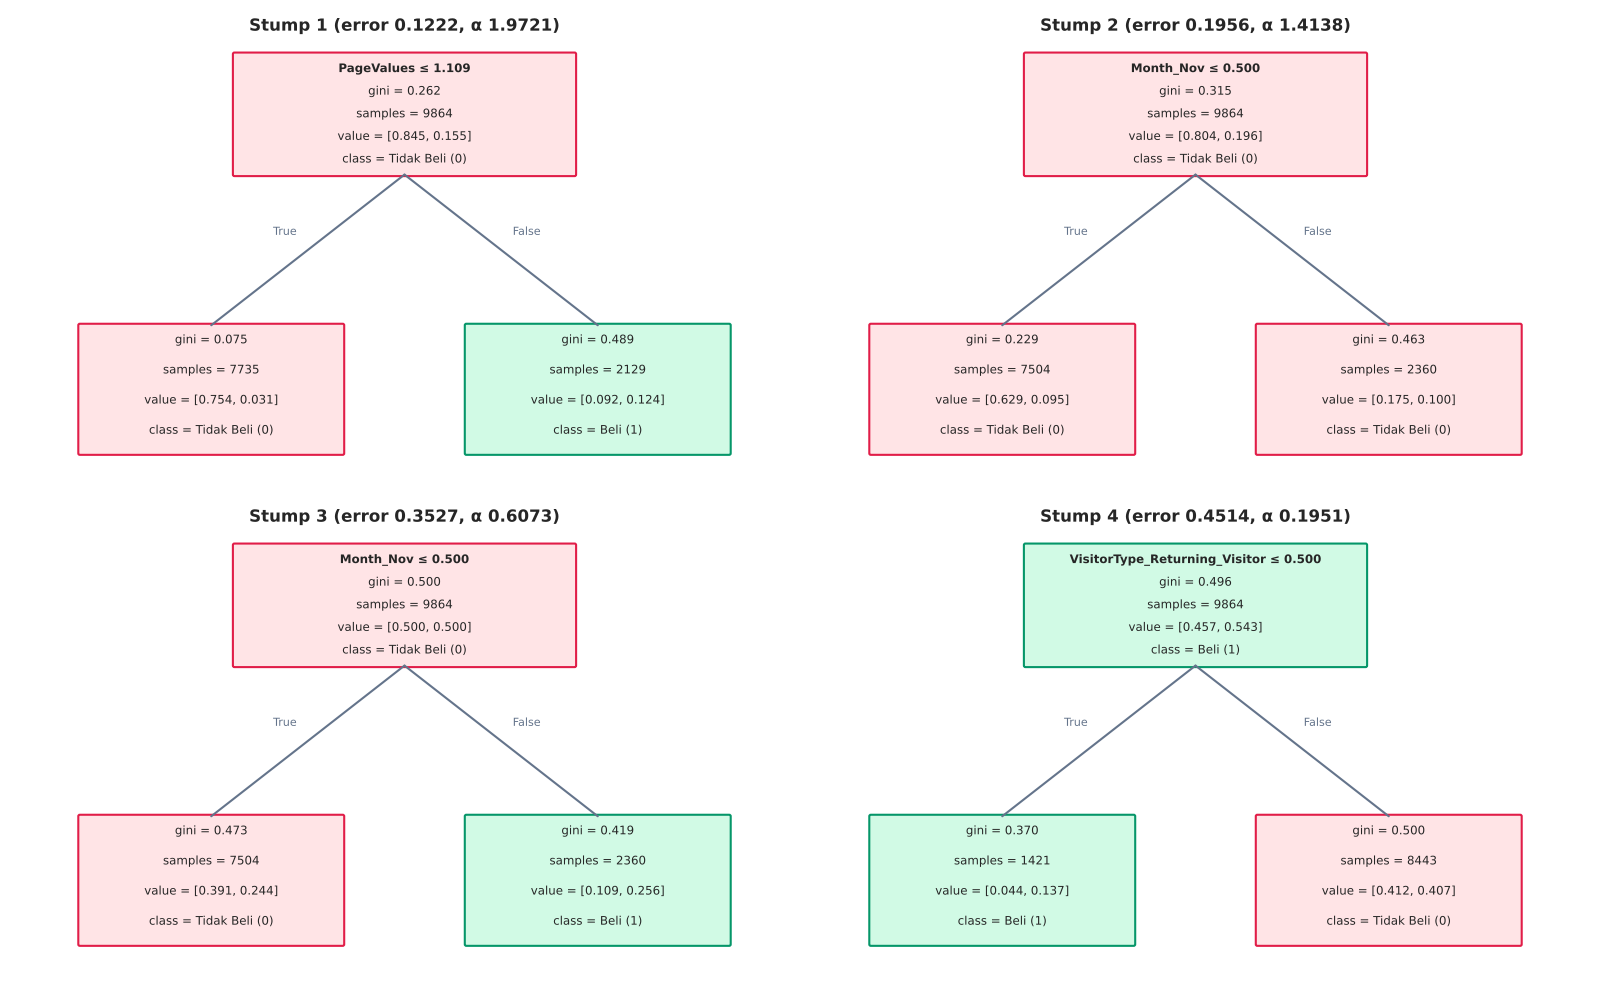 Stump 1 (error 0.1222, α 1.9721)
PageValues ≤ 1.109
gini = 0.262
samples = 9864
value = [0.845, 0.155]
class = Tidak Beli (0)
True
False
gini = 0.075
samples = 7735
value = [0.754, 0.031]
class = Tidak Beli (0)
gini = 0.489
samples = 2129
value = [0.092, 0.124]
class = Beli (1)
Stump 2 (error 0.1956, α 1.4138)
Month_Nov ≤ 0.500
gini = 0.315
samples = 9864
value = [0.804, 0.196]
class = Tidak Beli (0)
True
False
gini = 0.229
samples = 7504
value = [0.629, 0.095]
class = Tidak Beli (0)
gini = 0.463
samples = 2360
value = [0.175, 0.100]
class = Tidak Beli (0)
Stump 3 (error 0.3527, α 0.6073)
Month_Nov ≤ 0.500
gini = 0.500
samples = 9864
value = [0.500, 0.500]
class = Tidak Beli (0)
True
False
gini = 0.473
samples = 7504
value = [0.391, 0.244]
class = Tidak Beli (0)
gini = 0.419
samples = 2360
value = [0.109, 0.256]
class = Beli (1)
Stump 4 (error 0.4514, α 0.1951)
VisitorType_Returning_Visitor ≤ 0.500
gini = 0.496
samples = 9864
value = [0.457, 0.543]
class = Beli (1)
True
False
gini = 0.370
samples = 1421
value = [0.044, 0.137]
class = Beli (1)
gini = 0.500
samples = 8443
value = [0.412, 0.407]
class = Tidak Beli (0)